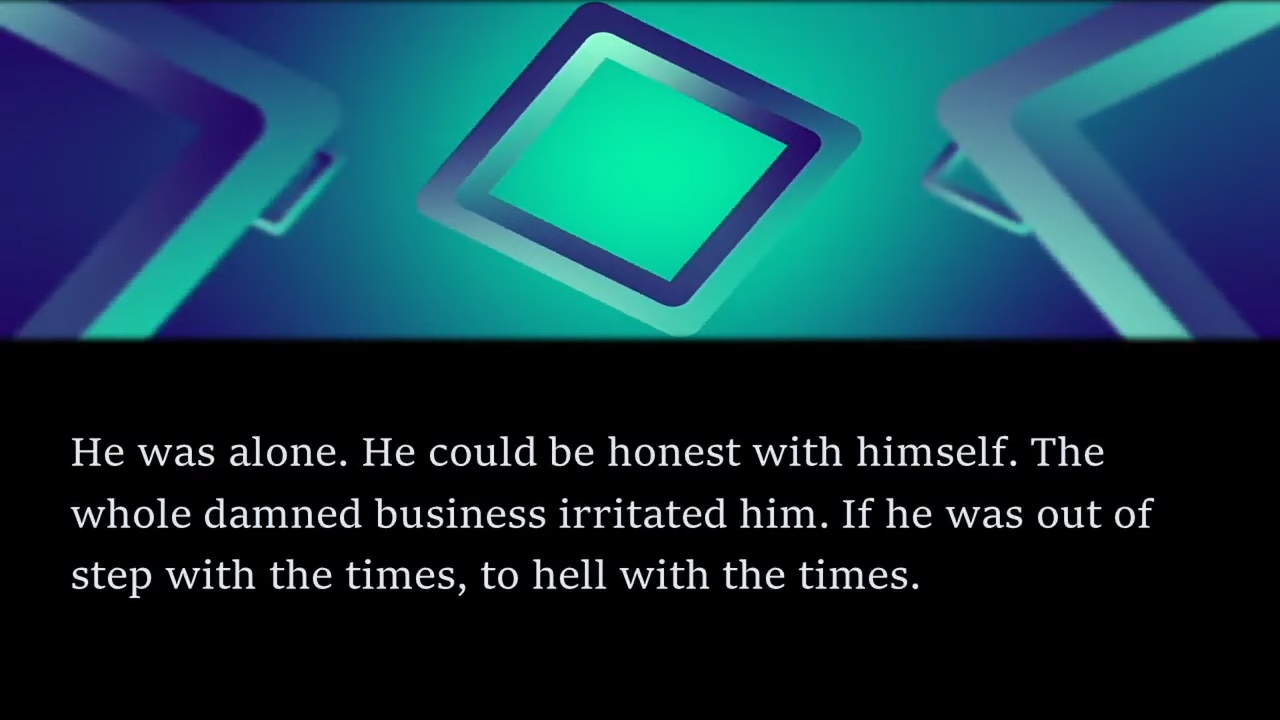 He was alone. He could be honest with himself. The
whole damned business irritated him. If he was out of
step with the times, to hell with the times.